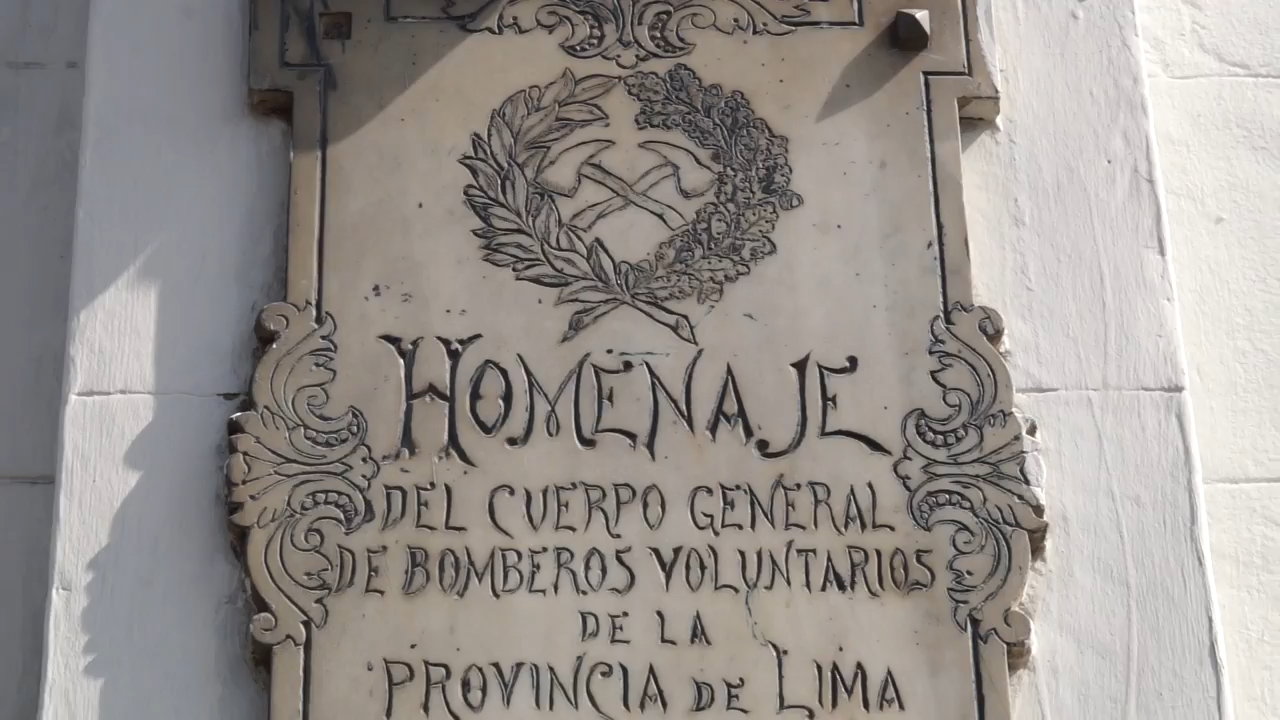 HOMENAJE
DEL CUERPO GENERAL
DE BOMBEROS VOLUNTARIOS
DE LA
PROVINCIA DE LIMA